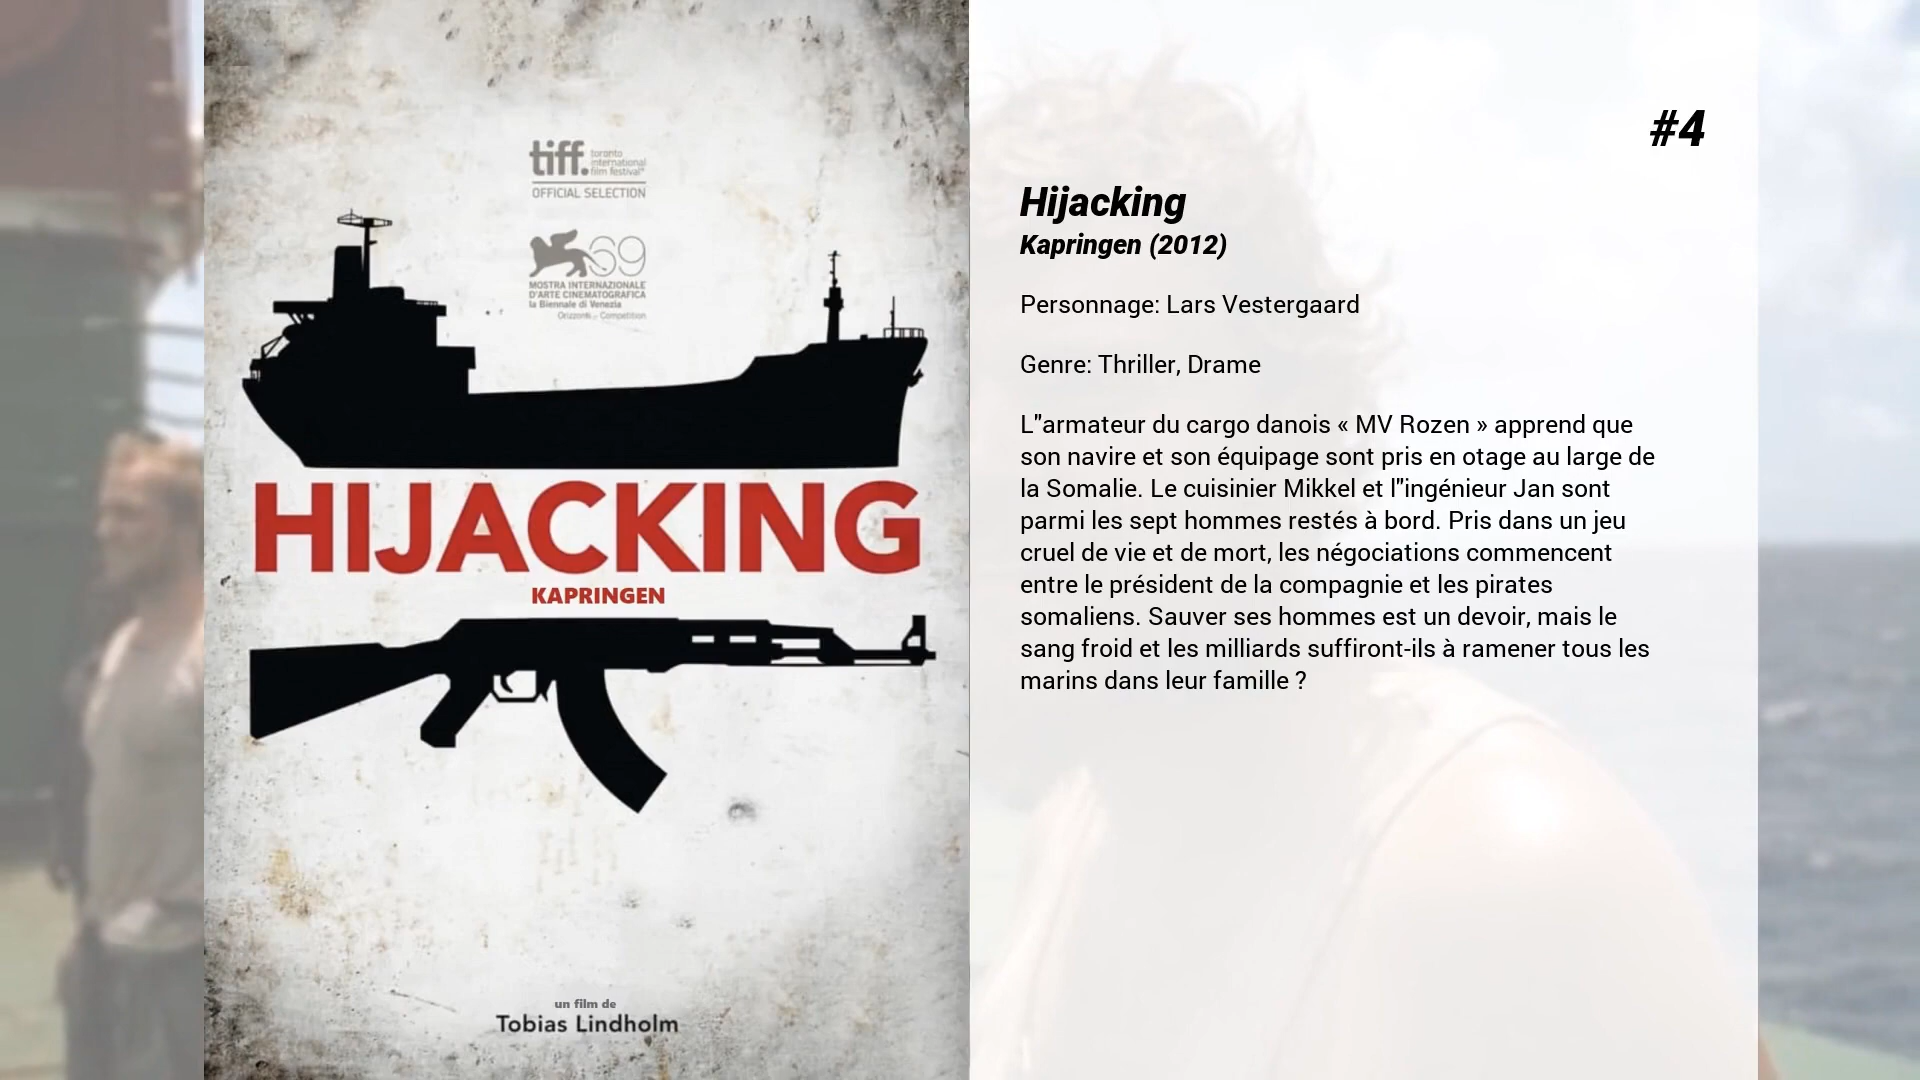 tiff.
toronto
international
film festival®
OFFICIAL SELECTION
69
MOSTRA INTERNAZIONALE
D'ARTE CINEMATOGRAFICA
la Biennale di Venezia
Orizzonti - Competition
HIJACKING
KAPRINGEN
un film de
Tobias Lindholm
#4
Hijacking
Kapringen (2012)
Personnage: Lars Vestergaard
Genre: Thriller, Drame
L"armateur du cargo danois « MV Rozen » apprend que
son navire et son équipage sont pris en otage au large de
la Somalie. Le cuisinier Mikkel et l"ingénieur Jan sont
parmi les sept hommes restés à bord. Pris dans un jeu
cruel de vie et de mort, les négociations commencent
entre le président de la compagnie et les pirates
somaliens. Sauver ses hommes est un devoir, mais le
sang froid et les milliards suffiront-ils à ramener tous les
marins dans leur famille ?